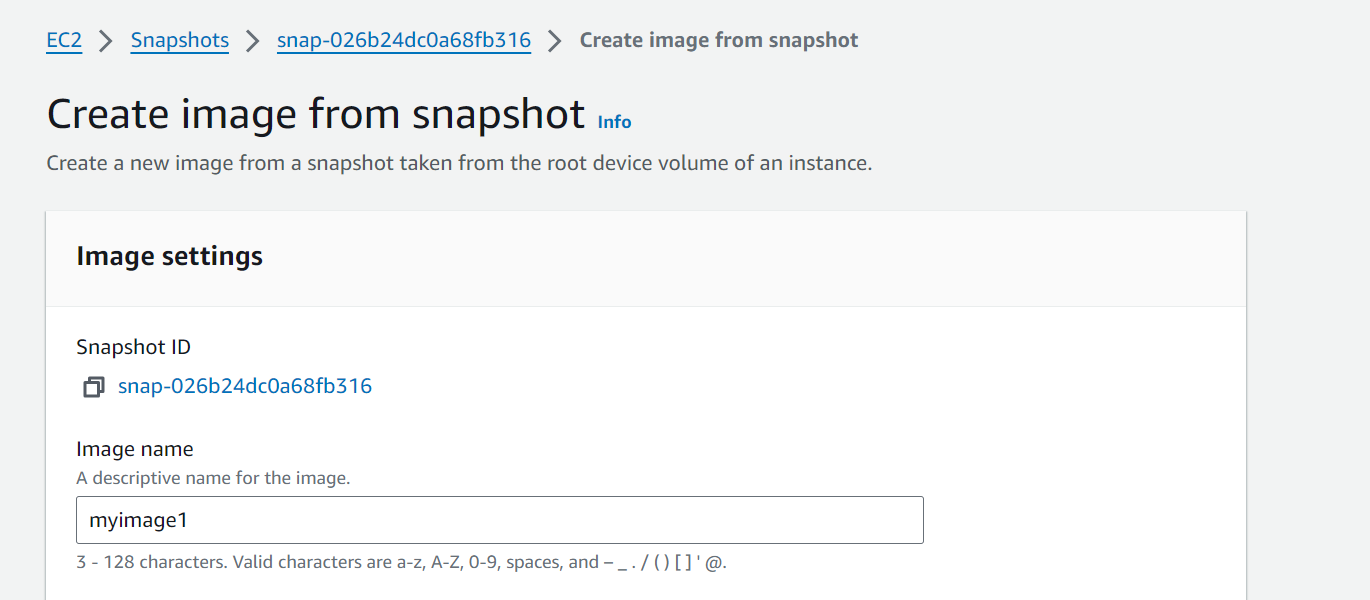 EC2 > Snapshots > snap-026b24dc0a68fb316 > Create image from snapshot
Create image from snapshot Info
Create a new image from a snapshot taken from the root device volume of an instance.
Image settings
Snapshot ID
snap-026b24dc0a68fb316
Image name
A descriptive name for the image.
myimage1
3 - 128 characters. Valid characters are a-z, A-Z, 0-9, spaces, and – _ . / ( ) [ ] ' @.